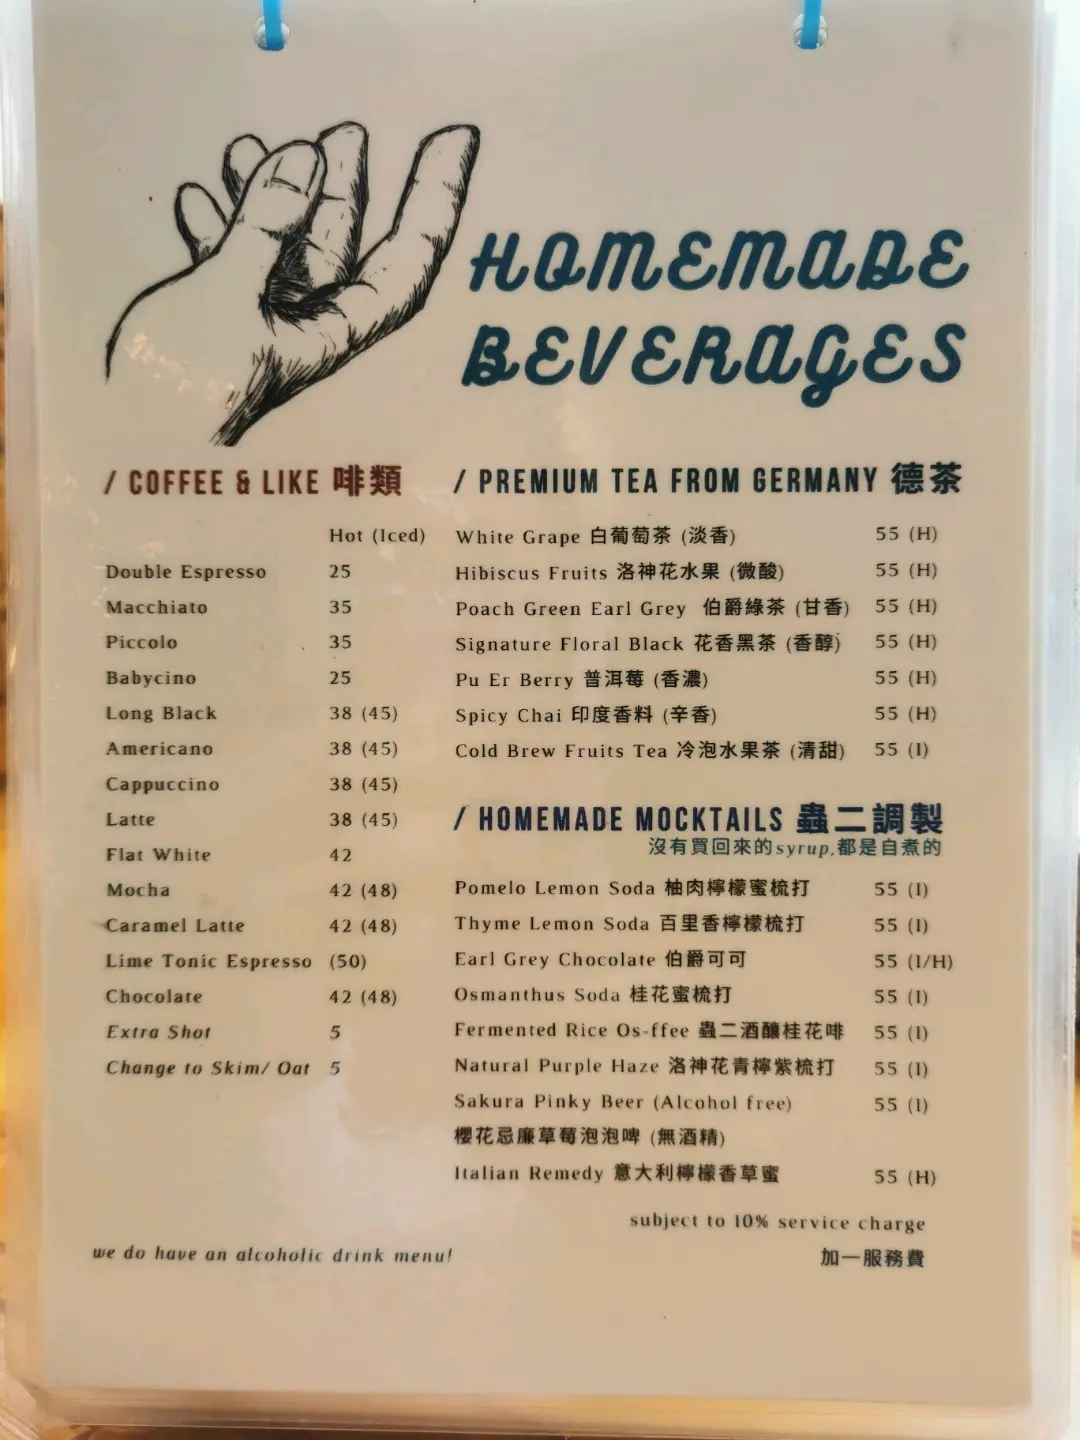 HOMEMADE
BEVERAGES
/ COFFEE & LIKE 啡類
Hot (Iced)
Double Espresso 25
Macchiato 35
Piccolo 35
Babycino 25
Long Black 38 (45)
Americano 38 (45)
Cappuccino 38 (45)
Latte 38 (45)
Flat White 42
Mocha 42 (48)
Caramel Latte 42 (48)
Lime Tonic Espresso (50)
Chocolate 42 (48)
Extra Shot 5
Change to Skim/ Oat 5
/ PREMIUM TEA FROM GERMANY 德茶
White Grape 白葡萄茶 (淡香) 55 (H)
Hibiscus Fruits 洛神花水果 (微酸) 55 (H)
Poach Green Earl Grey 伯爵綠茶 (甘香) 55 (H)
Signature Floral Black 花香黑茶 (香醇) 55 (H)
Pu Er Berry 普洱莓 (香濃) 55 (H)
Spicy Chai 印度香料 (辛香) 55 (H)
Cold Brew Fruits Tea 冷泡水果茶 (清甜) 55 (I)
/ HOMEMADE MOCKTAILS 蟲二調製
沒有買回來的syrup,都是自煮的
Pomelo Lemon Soda 柚肉檸檬蜜梳打 55 (I)
Thyme Lemon Soda 百里香檸檬梳打 55 (I)
Earl Grey Chocolate 伯爵可可 55 (I/H)
Osmanthus Soda 桂花蜜梳打 55 (I)
Fermented Rice Os-ffee 蟲二酒釀桂花啡 55 (I)
Natural Purple Haze 洛神花青檸紫梳打 55 (I)
Sakura Pinky Beer (Alcohol free) 55 (I)
櫻花忌廉草莓泡泡啤 (無酒精)
Italian Remedy 意大利檸檬香草蜜 55 (H)
subject to 10% service charge
加一服務費
we do have an alcoholic drink menu!